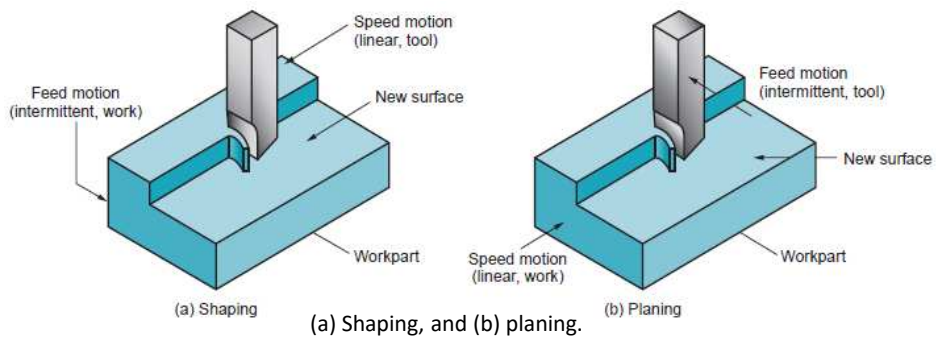 Speed motion
(linear, tool)
Feed motion
(intermittent, work)
New surface
Workpart
(a) Shaping
Feed motion
(intermittent, tool)
New surface
Speed motion
(linear, work)
Workpart
(b) Planing
(a) Shaping, and (b) planing.